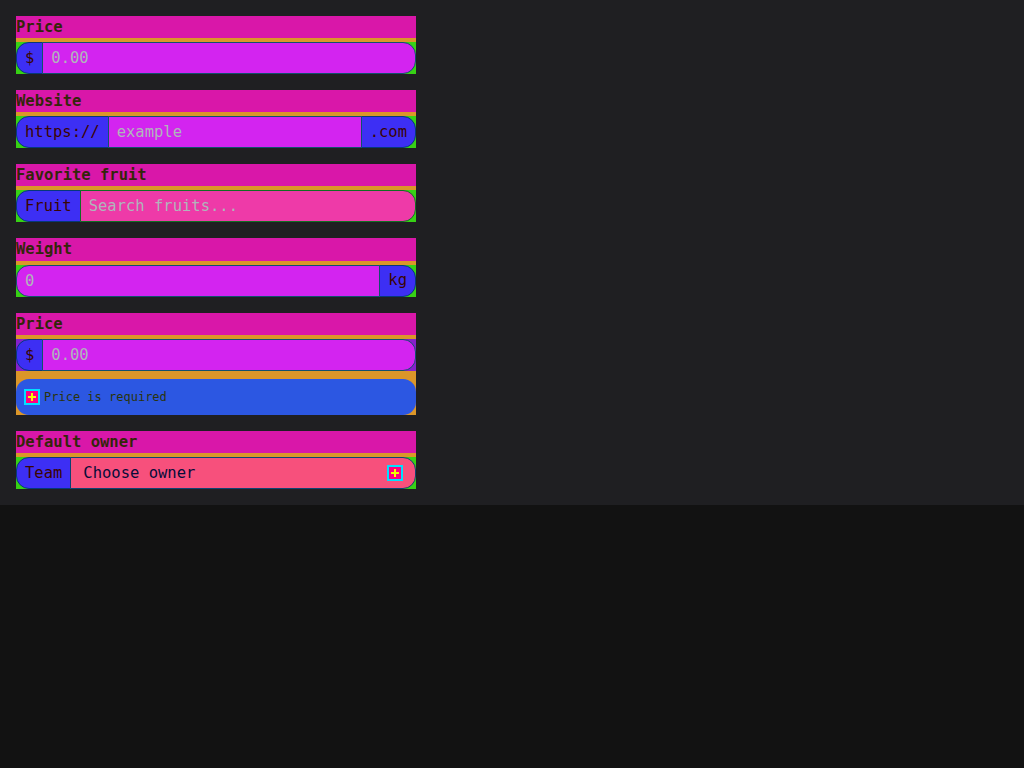 Price
$ 0.00
Website
https:// example .com
Favorite fruit
Fruit Search fruits...
Weight
0 kg
Price
$ 0.00
Price is required
Default owner
Team Choose owner